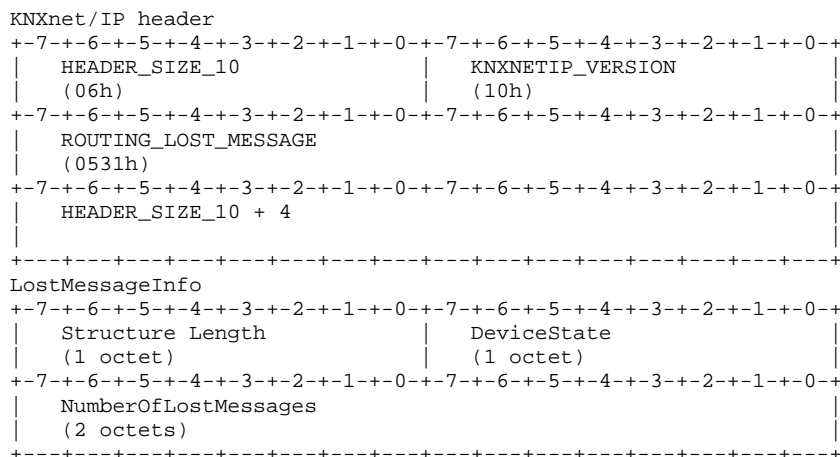 KNXnet/IP header
+-7-+-6-+-5-+-4-+-3-+-2-+-1-+-0-+-7-+-6-+-5-+-4-+-3-+-2-+-1-+-0-+
|   HEADER_SIZE_10              |   KNXNETIP_VERSION            |
|   (06h)                       |   (10h)                       |
+-7-+-6-+-5-+-4-+-3-+-2-+-1-+-0-+-7-+-6-+-5-+-4-+-3-+-2-+-1-+-0-+
|   ROUTING_LOST_MESSAGE                                        |
|   (0531h)                                                     |
+-7-+-6-+-5-+-4-+-3-+-2-+-1-+-0-+-7-+-6-+-5-+-4-+-3-+-2-+-1-+-0-+
|   HEADER_SIZE_10 + 4                                          |
|                                                               |
+---+---+---+---+---+---+---+---+---+---+---+---+---+---+---+---+
LostMessageInfo
+-7-+-6-+-5-+-4-+-3-+-2-+-1-+-0-+-7-+-6-+-5-+-4-+-3-+-2-+-1-+-0-+
|   Structure Length            |   DeviceState                 |
|   (1 octet)                   |   (1 octet)                   |
+-7-+-6-+-5-+-4-+-3-+-2-+-1-+-0-+-7-+-6-+-5-+-4-+-3-+-2-+-1-+-0-+
|   NumberOfLostMessages                                        |
|   (2 octets)                                                  |
+---+---+---+---+---+---+---+---+---+---+---+---+---+---+---+---+